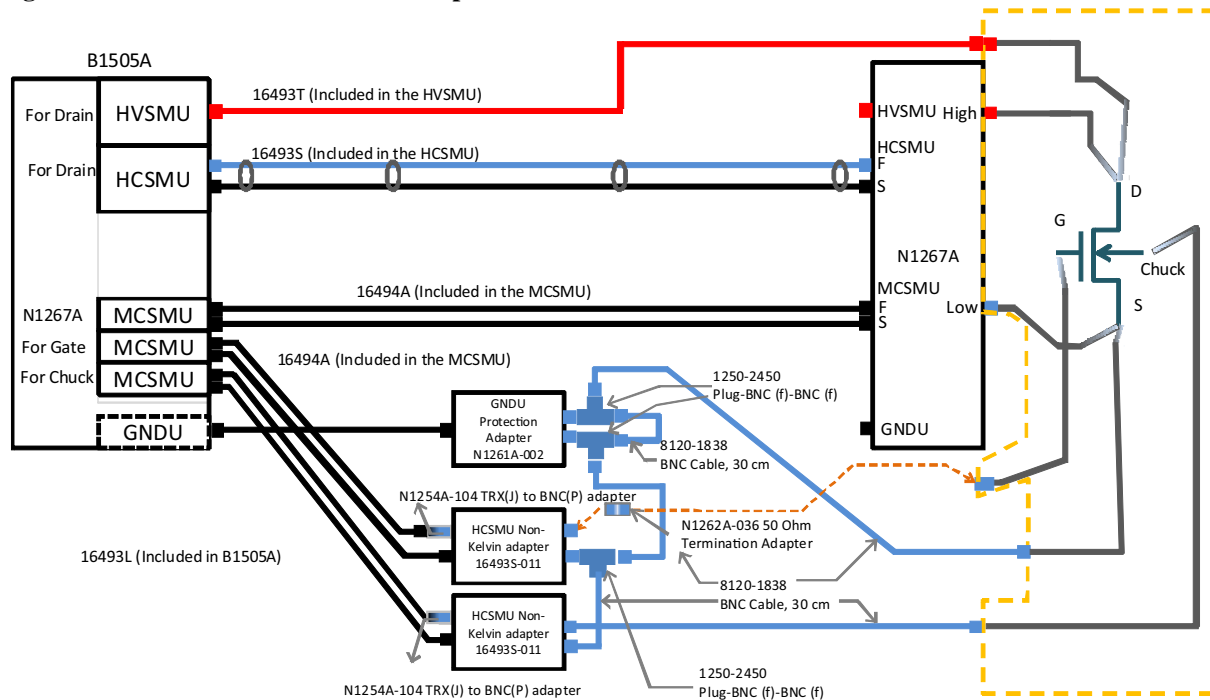 B1505A
For Drain
HVSMU
16493T (Included in the HVSMU)
HVSMU
High
For Drain
HCSMU
16493S (Included in the HCSMU)
HCSMU
F
S
D
G
Chuck
S
N1267A
N1267A
MCSMU
16494A (Included in the MCSMU)
MCSMU
F
S
Low
For Gate
MCSMU
16494A (Included in the MCSMU)
For Chuck
MCSMU
GNDU
GNDU
Protection
Adapter
N1261A-002
1250-2450
Plug-BNC (f)-BNC (f)
8120-1838
BNC Cable, 30 cm
GNDU
N1254A-104 TRX(J) to BNC(P) adapter
HCSMU Non-
Kelvin adapter
16493S-011
N1262A-036 50 Ohm
Termination Adapter
16493L (Included in B1505A)
8120-1838
BNC Cable, 30 cm
HCSMU Non-
Kelvin adapter
16493S-011
1250-2450
Plug-BNC (f)-BNC (f)
N1254A-104 TRX(J) to BNC(P) adapter